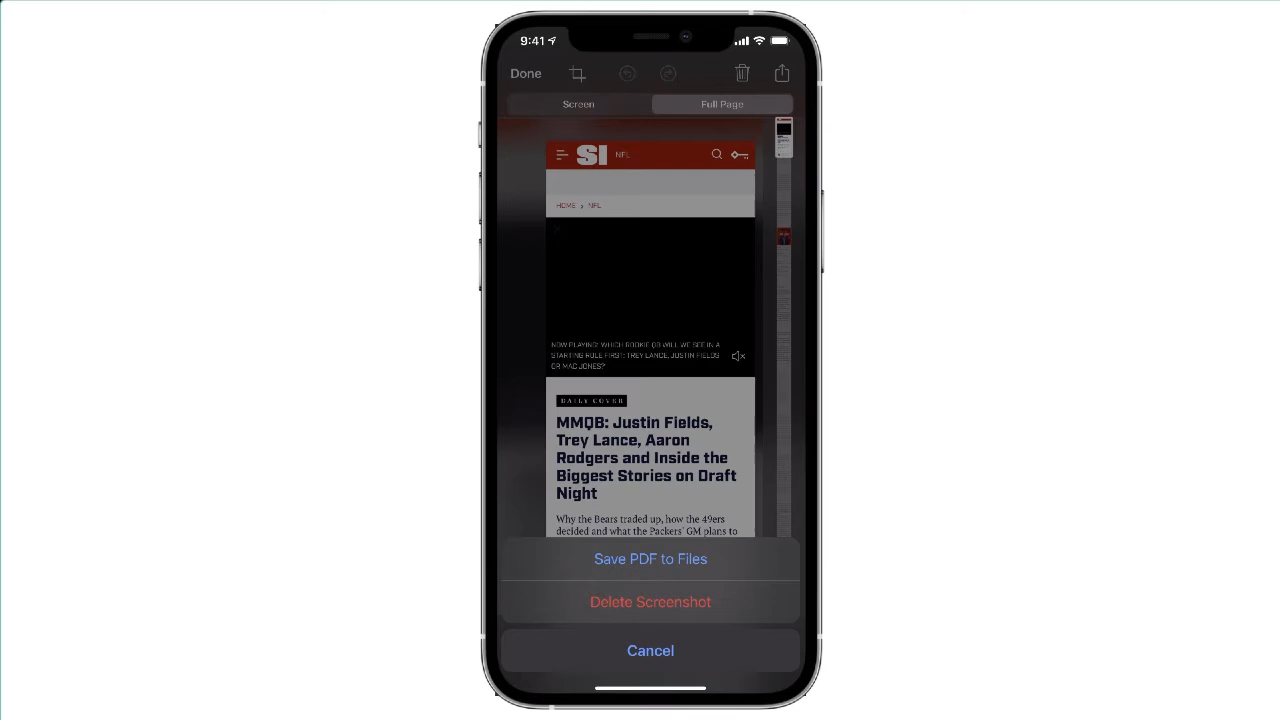 9:41
Done
Screen
Full Page
SI
NFL
HOME > NFL
NOW PLAYING: WHICH ROOKIE QB WILL WE SEE IN A
STARTING ROLE FIRST: TREY LANCE, JUSTIN FIELDS
OR MAC JONES?
DAILY COVER
MMQB: Justin Fields,
Trey Lance, Aaron
Rodgers and Inside the
Biggest Stories on Draft
Night
Why the Bears traded up, how the 49ers
decided and what the Packers' GM plans to
Save PDF to Files
Delete Screenshot
Cancel